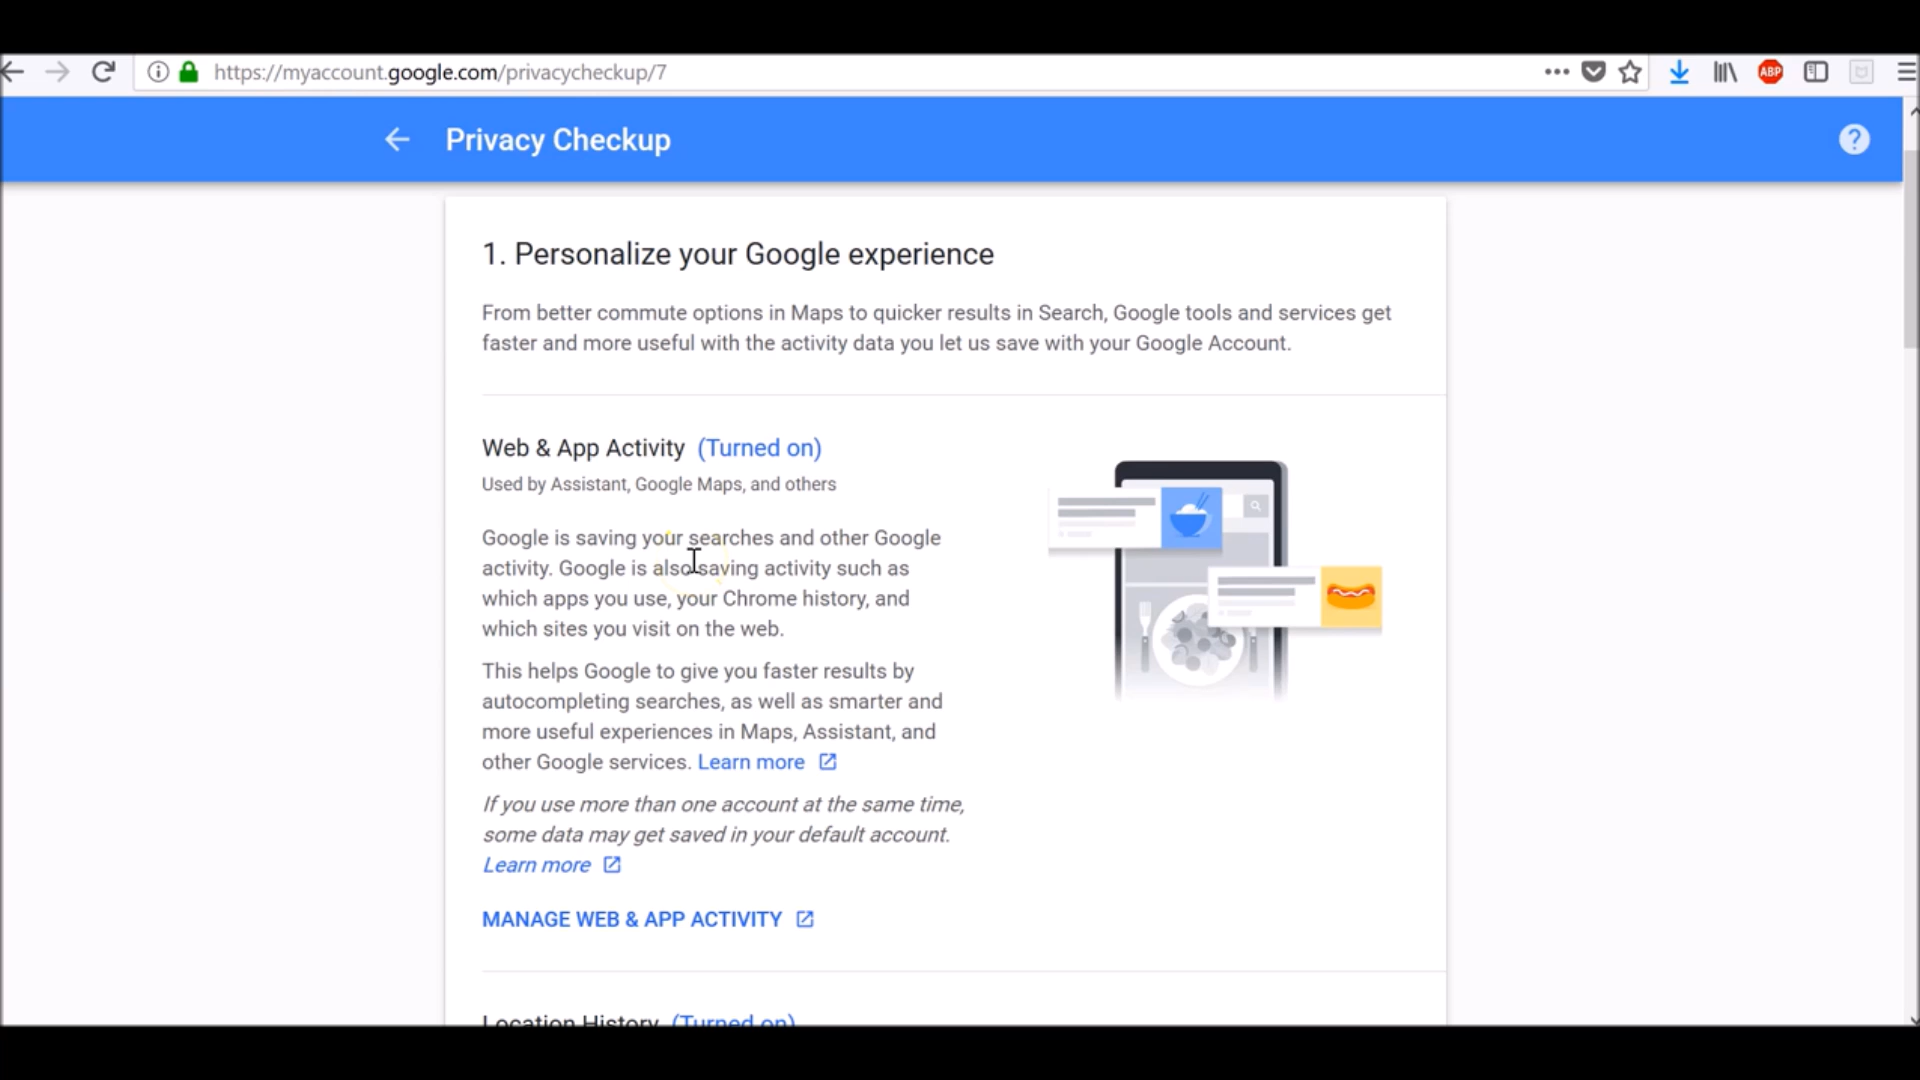 https://myaccount.google.com/privacycheckup/7
ABP
Privacy Checkup
?
1. Personalize your Google experience
From better commute options in Maps to quicker results in Search, Google tools and services get
faster and more useful with the activity data you let us save with your Google Account.
Web & App Activity (Turned on)
Used by Assistant, Google Maps, and others
Google is saving your searches and other Google
activity. Google is also saving activity such as
which apps you use, your Chrome history, and
which sites you visit on the web.
This helps Google to give you faster results by
autocompleting searches, as well as smarter and
more useful experiences in Maps, Assistant, and
other Google services. Learn more
If you use more than one account at the same time,
some data may get saved in your default account.
Learn more
MANAGE WEB & APP ACTIVITY
Location History (Turned on)